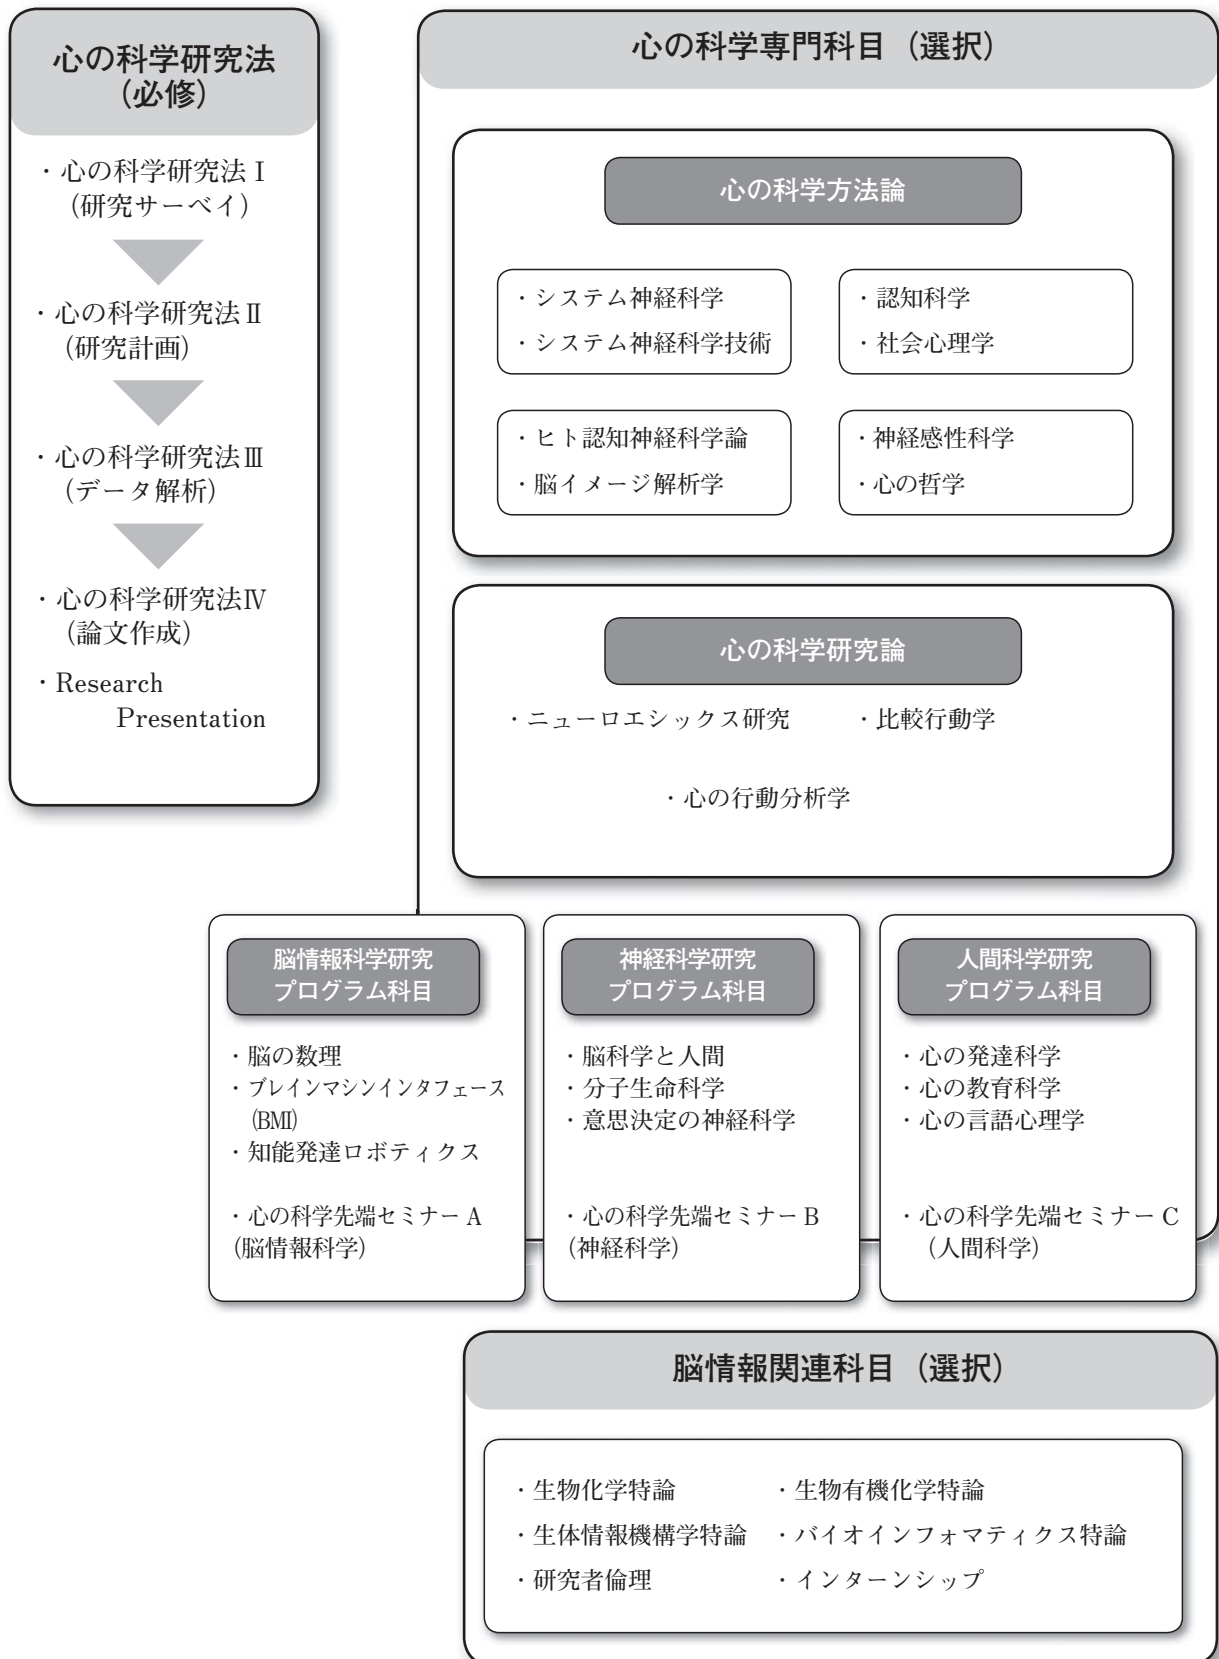 心の科学研究法
（必修）
・心の科学研究法Ⅰ
（研究サーベイ）
・心の科学研究法Ⅱ
（研究計画）
・心の科学研究法Ⅲ
（データ解析）
・心の科学研究法Ⅳ
（論文作成）
・Research
Presentation
心の科学専門科目（選択）
心の科学方法論
・システム神経科学
・システム神経科学技術
・認知科学
・社会心理学
・ヒト認知神経科学論
・脳イメージ解析学
・神経感性科学
・心の哲学
心の科学研究論
・ニューロエシックス研究
・比較行動学
・心の行動分析学
脳情報科学研究
プログラム科目
・脳の数理
・ブレインマシンインタフェース
（BMI）
・知能発達ロボティクス
・心の科学先端セミナーA
（脳情報科学）
神経科学研究
プログラム科目
・脳科学と人間
・分子生命科学
・意思決定の神経科学
・心の科学先端セミナーB
（神経科学）
人間科学研究
プログラム科目
・心の発達科学
・心の教育科学
・心の言語心理学
・心の科学先端セミナーC
（人間科学）
脳情報関連科目（選択）
・生物化学特論
・生物有機化学特論
・生体情報機構学特論
・バイオインフォマティクス特論
・研究者倫理
・インターンシップ